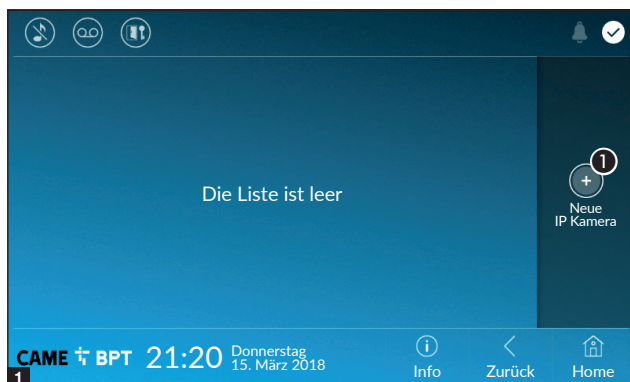 1
Die Liste ist leer
+
Neue
IP Kamera
CAME BPT 21:20 Donnerstag
15. März 2018
Info
Zurück
Home
1